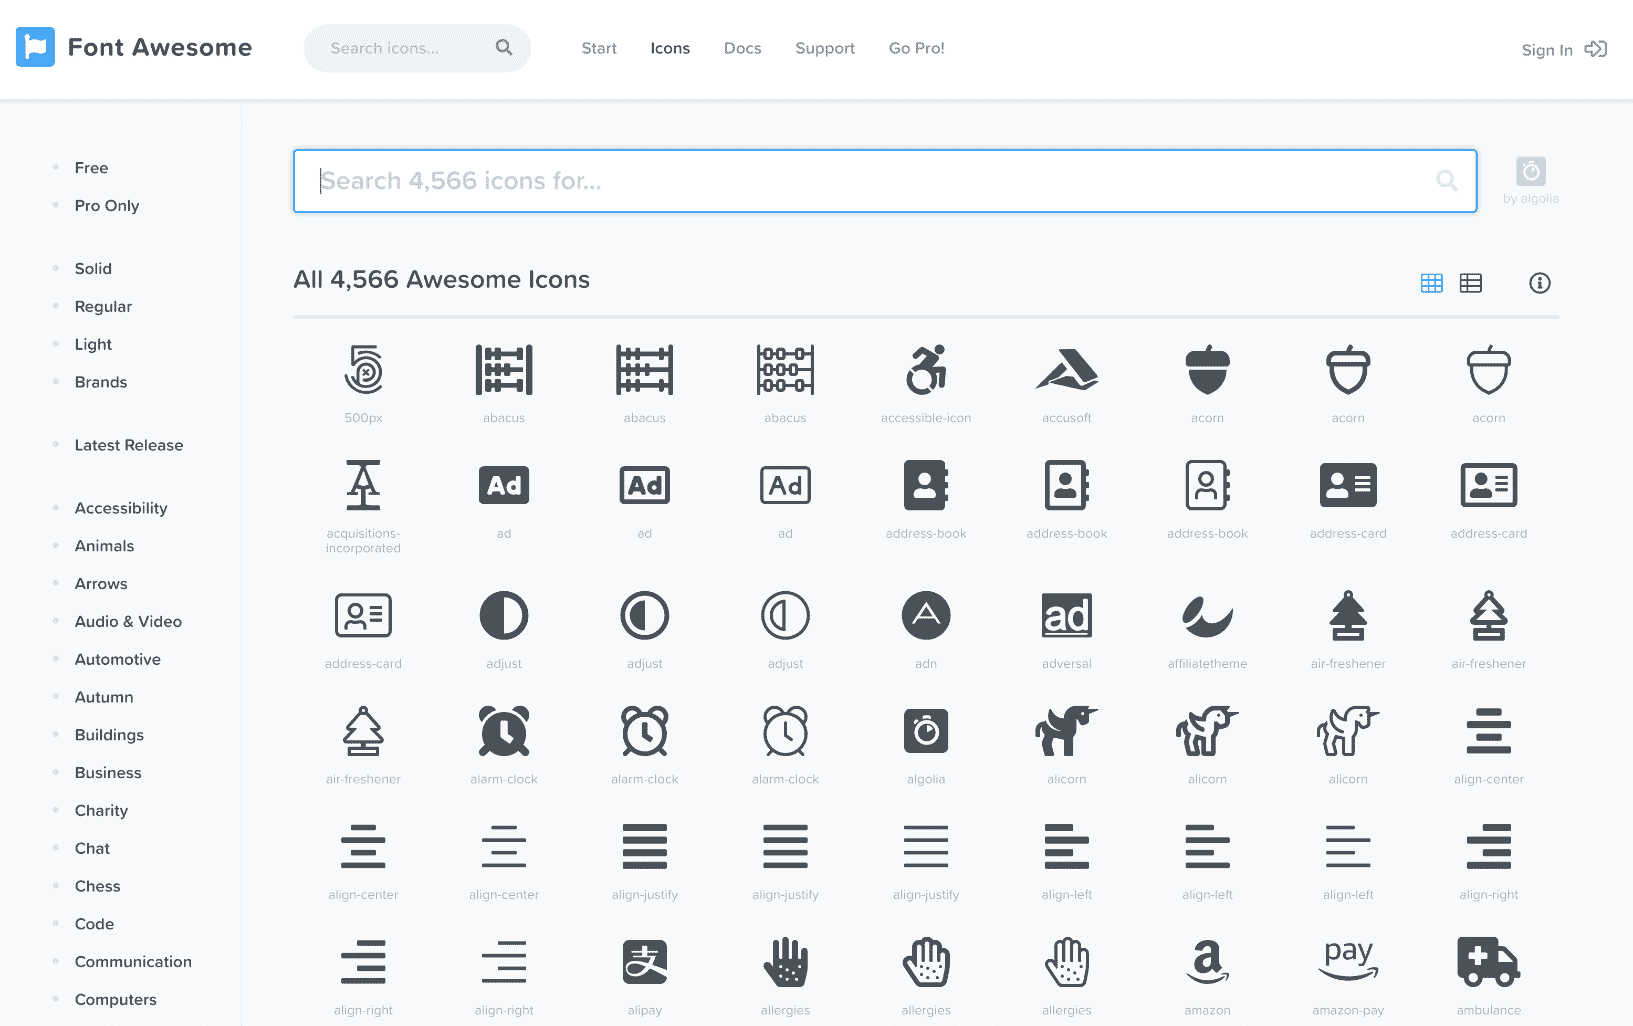 Font Awesome
Search icons...
Start
Icons
Docs
Support
Go Pro!
Sign In
Free
Pro Only
Solid
Regular
Light
Brands
Latest Release
Accessibility
Animals
Arrows
Audio & Video
Automotive
Autumn
Buildings
Business
Charity
Chat
Chess
Code
Communication
Computers
Search 4,566 icons for...
by algolia
All 4,566 Awesome Icons
500px
abacus
abacus
abacus
accessible-icon
accusoft
acorn
acorn
acorn
Ad
Ad
Ad
acquisitions-
incorporated
ad
ad
ad
address-book
address-book
address-book
address-card
address-card
ad
address-card
adjust
adjust
adjust
adn
adversal
affiliatetheme
air-freshener
air-freshener
air-freshener
alarm-clock
alarm-clock
alarm-clock
algolia
alicorn
alicorn
alicorn
align-center
align-center
align-center
align-justify
align-justify
align-justify
align-left
align-left
align-left
align-right
支
a
pay
align-right
align-right
alipay
allergies
allergies
allergies
amazon
amazon-pay
ambulance